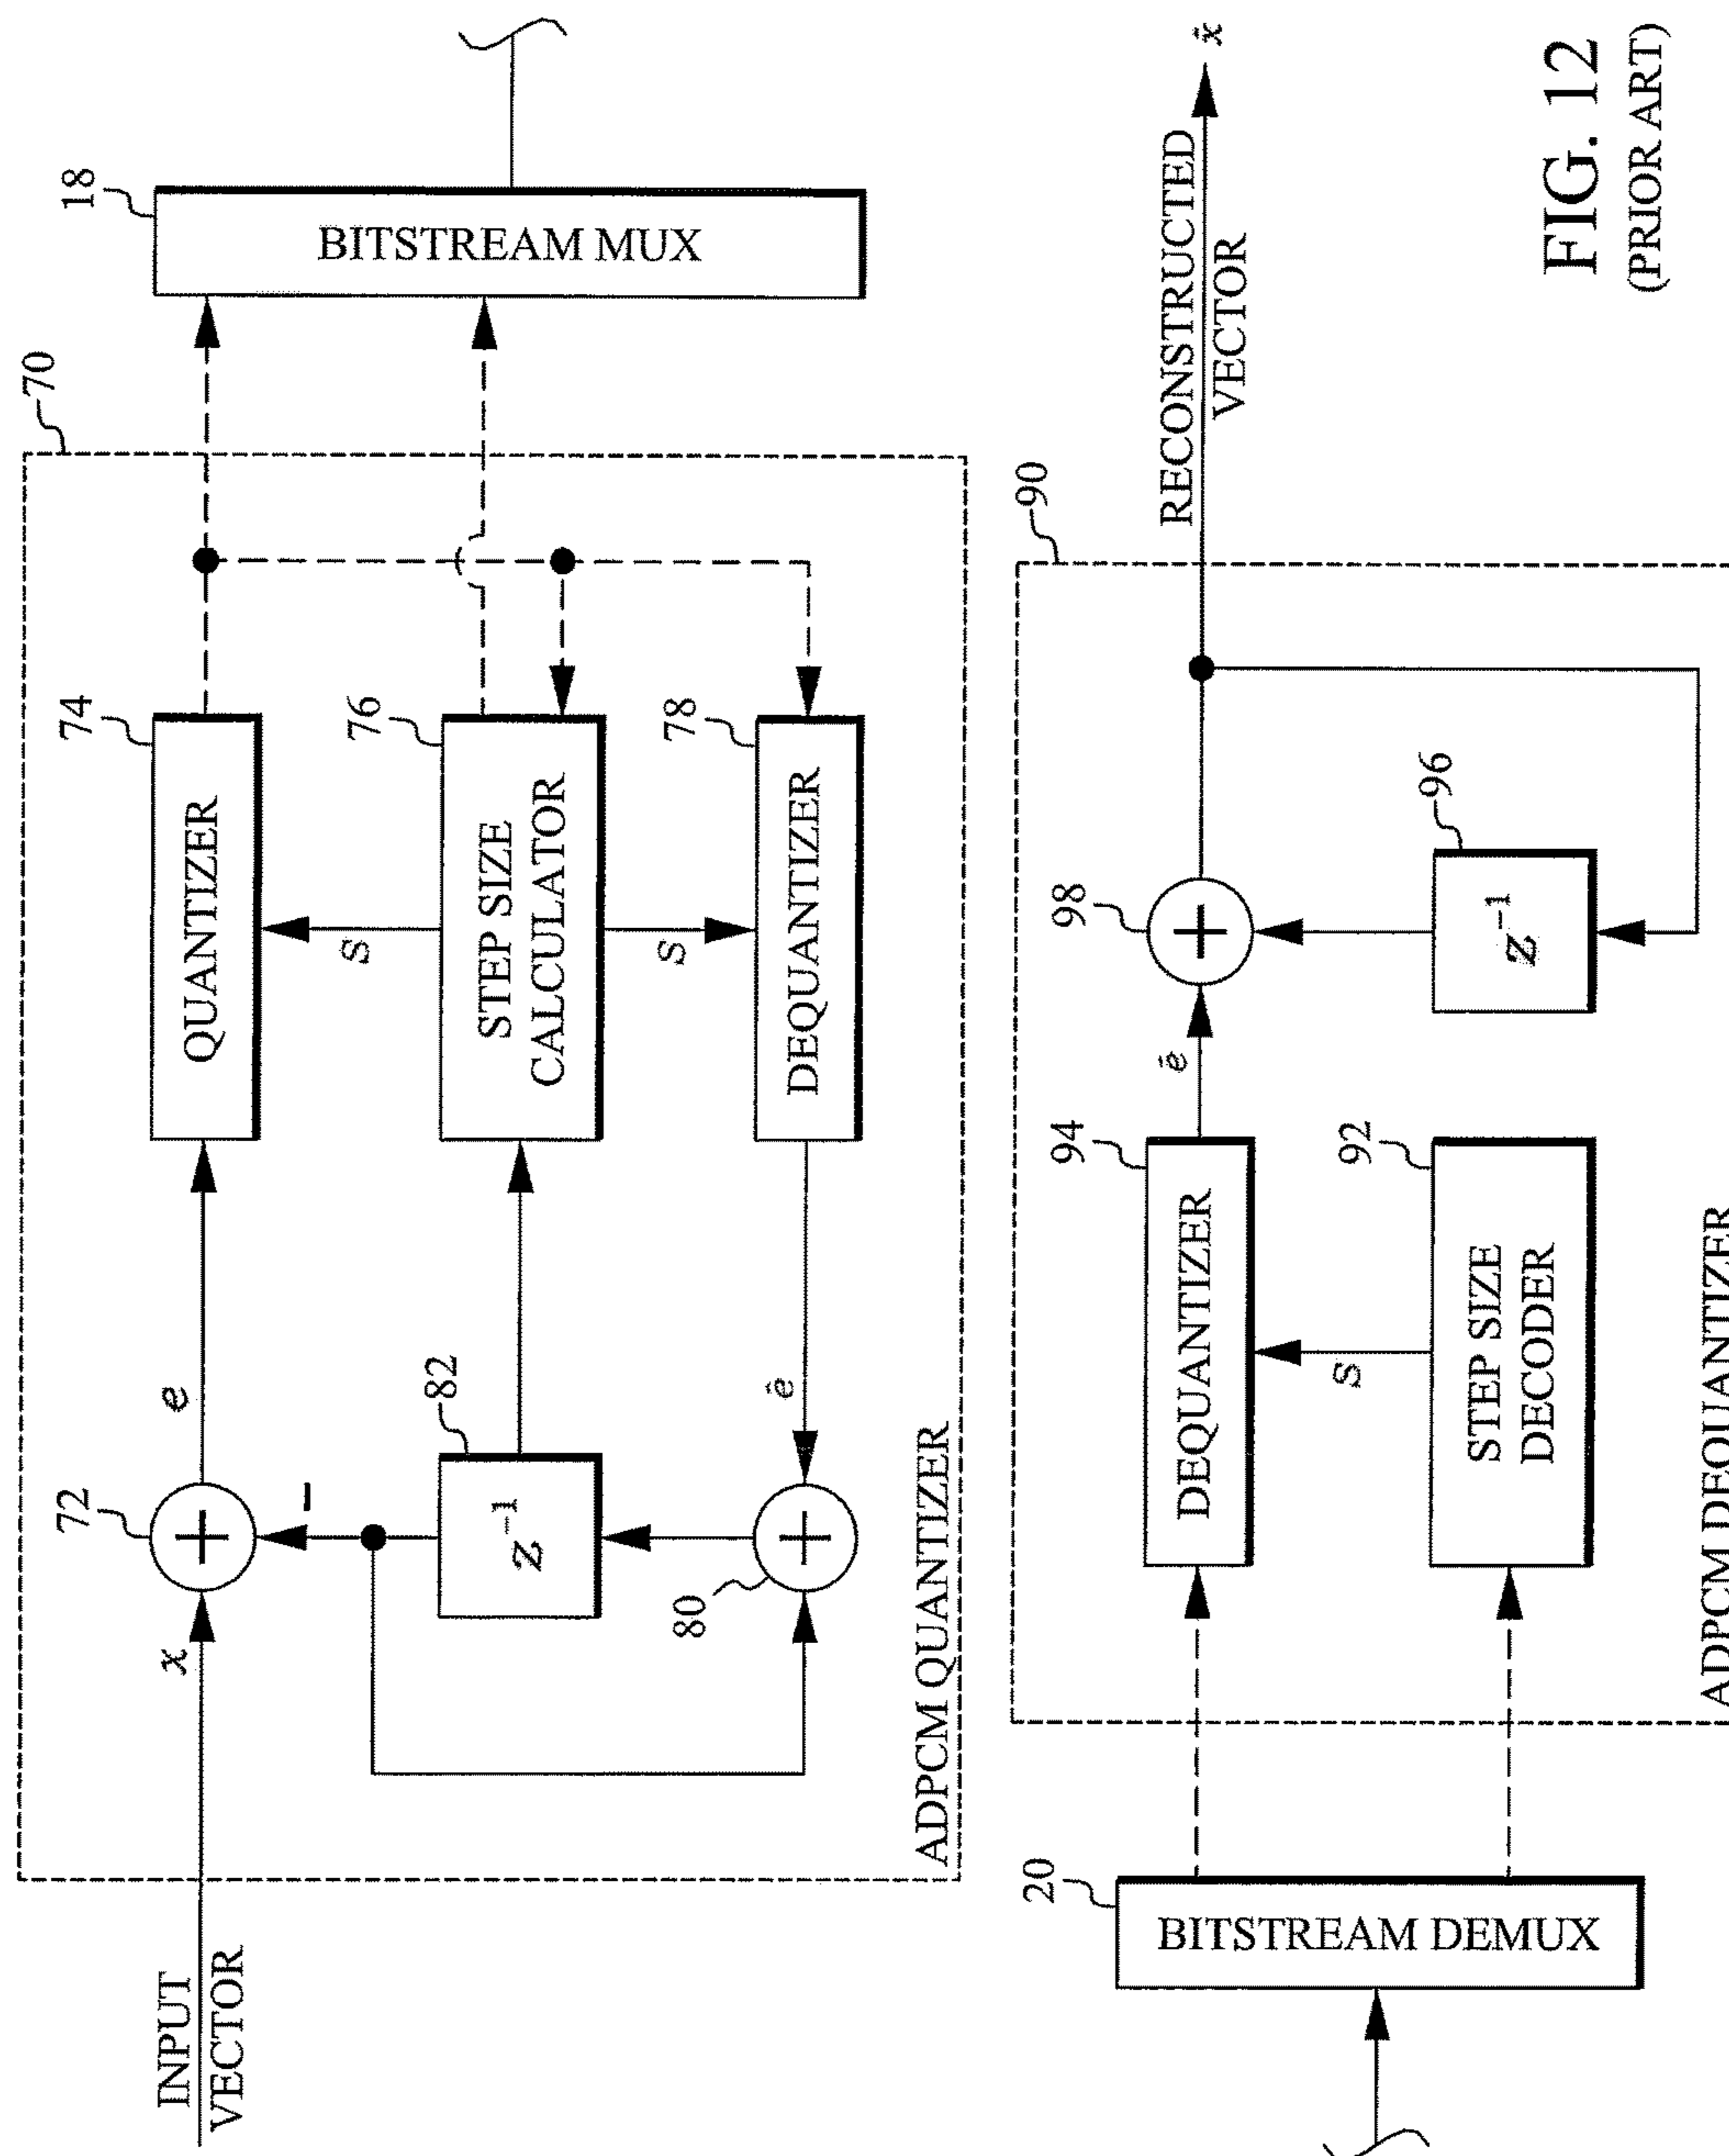 INPUT
VECTOR
x
72
e
74
QUANTIZER
70
18
BITSTREAM MUX
–
S
82
z⁻¹
76
STEP SIZE
CALCULATOR
S
80
ē
78
DEQUANTIZER
ADPCM QUANTIZER
20
BITSTREAM DEMUX
94
DEQUANTIZER
ē
98
90
RECONSTRUCTED
VECTOR
x̄
S
92
STEP SIZE
DECODER
96
z⁻¹
ADPCM DEQUANTIZER
FIG. 12
(PRIOR ART)